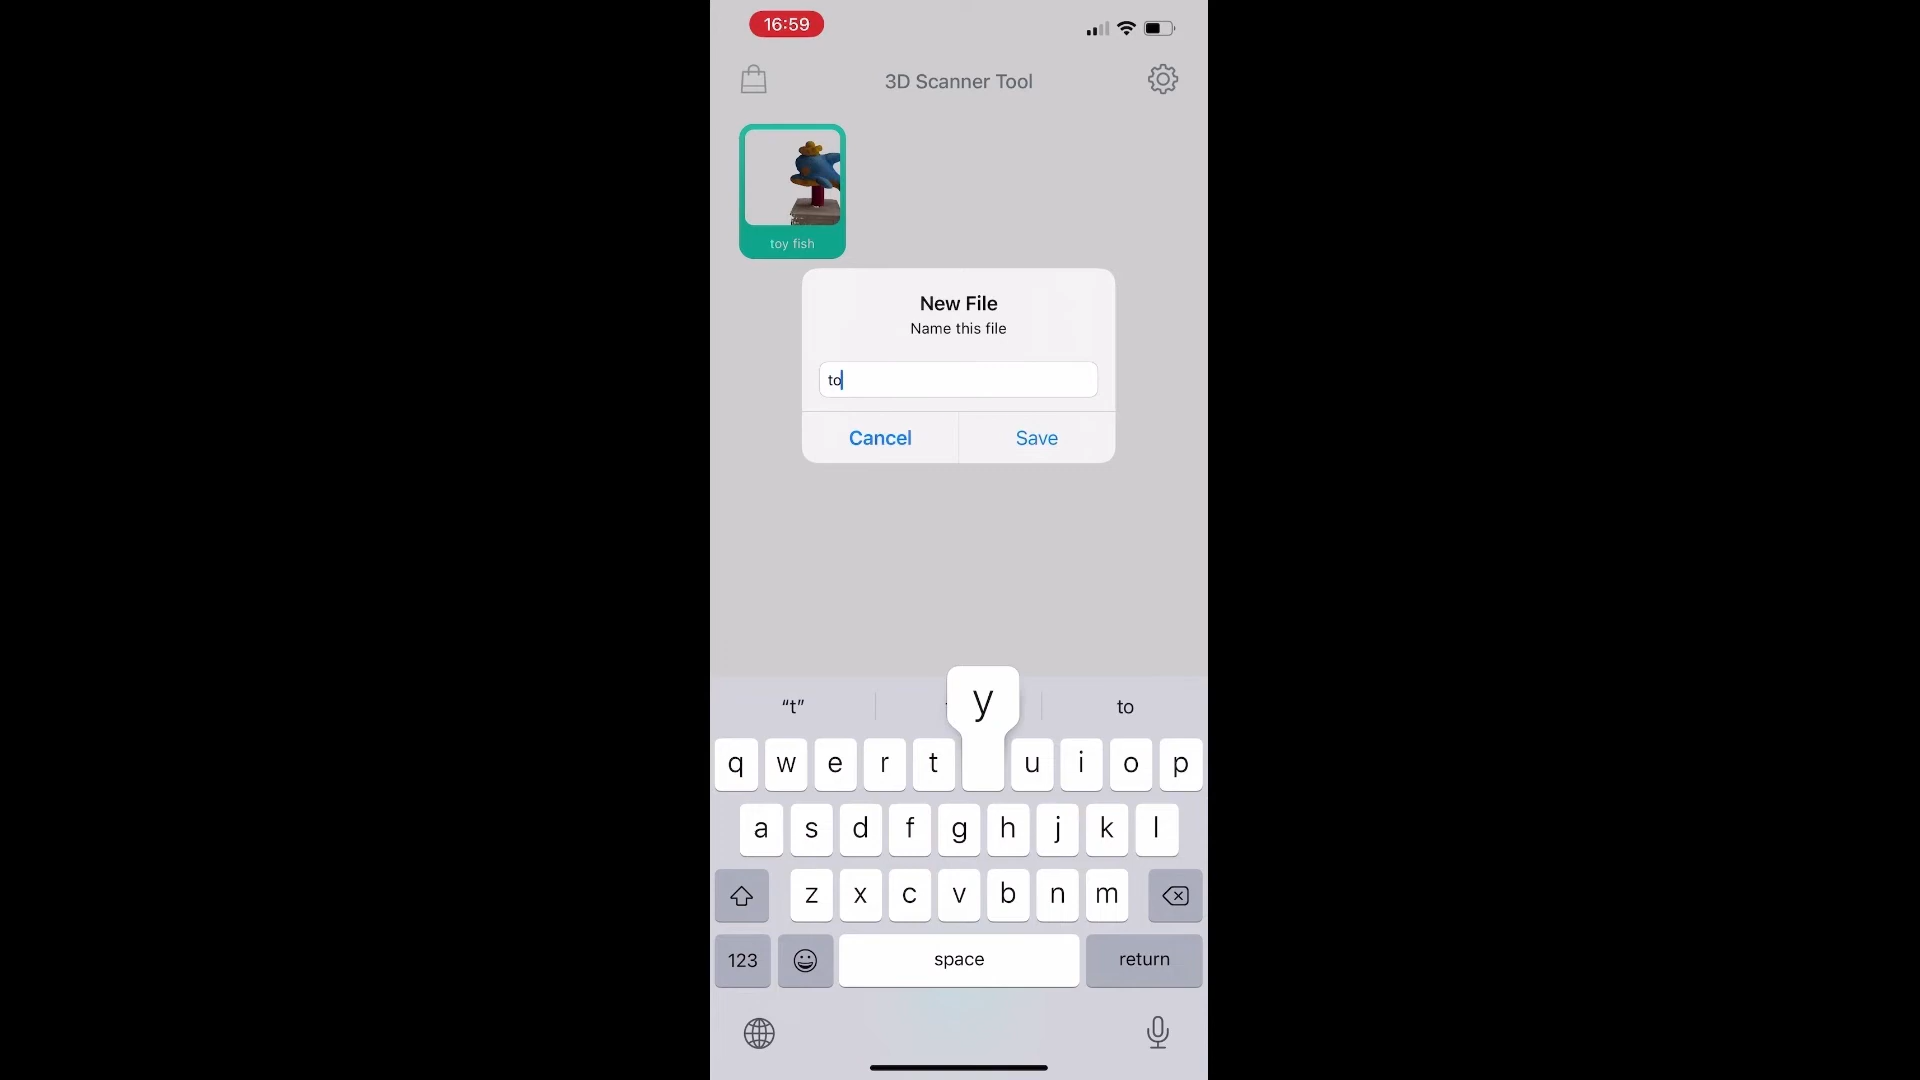 16:59
3D Scanner Tool
toy fish
New File
Name this file
to
Cancel
Save
“t”
to
y
q w e r t u i o p
a s d f g h j k l
z x c v b n m
123
space
return